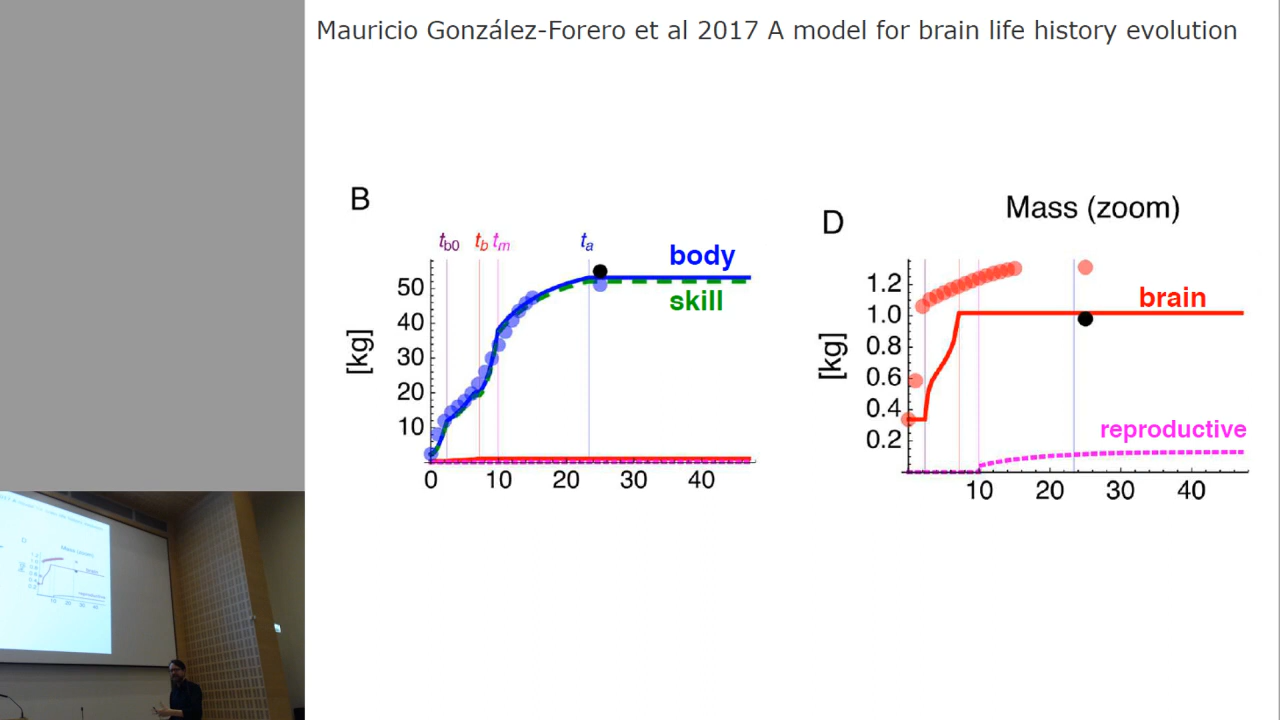 Mauricio González-Forero et al 2017 A model for brain life history evolution
B
t_b0 t_b t_m t_a
body
skill
[kg]
50
40
30
20
10
0 10 20 30 40
D
Mass (zoom)
brain
reproductive
[kg]
1.2
1.0
0.8
0.6
0.4
0.2
10 20 30 40